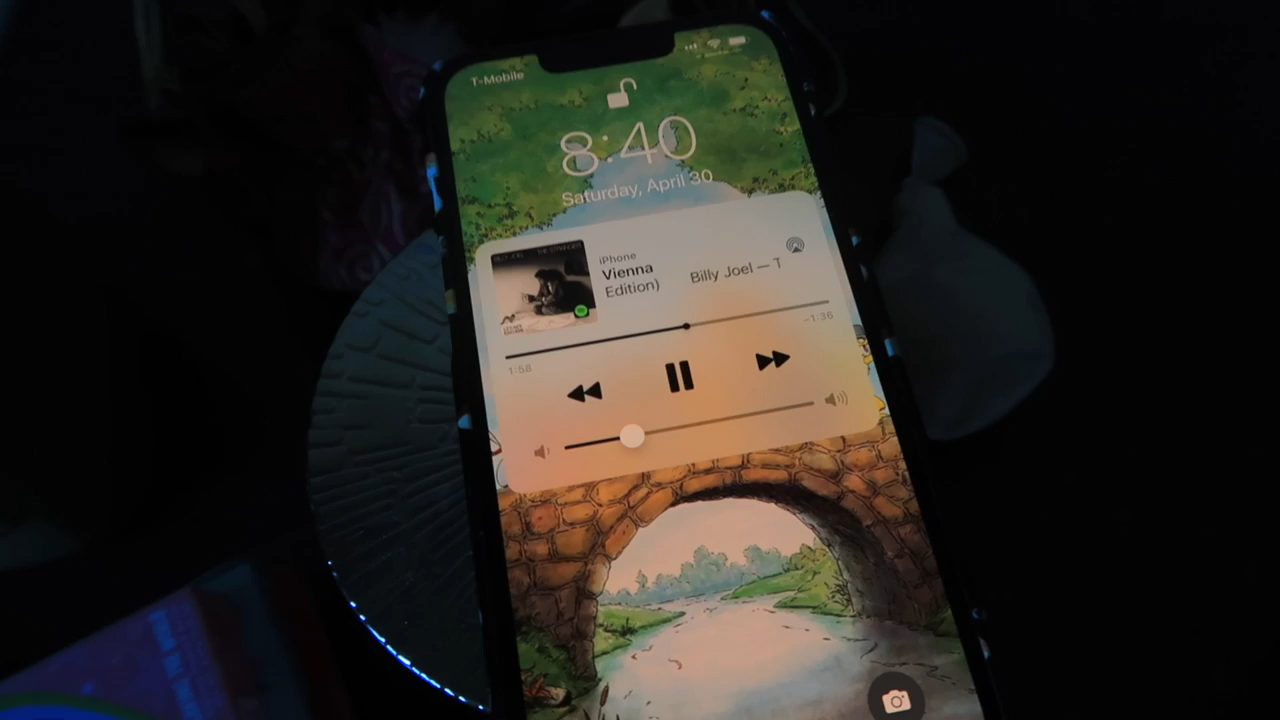 T-Mobile
8:40
Saturday, April 30
iPhone
Vienna
Edition) Billy Joel — T
1:58
-1:36